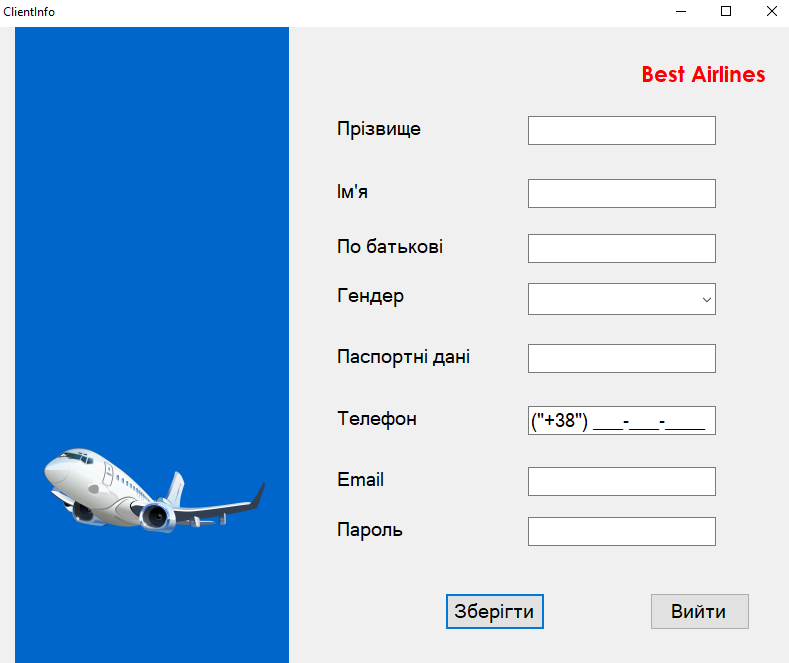 ClientInfo
Best Airlines
Прізвище
Ім'я
По батькові
Гендер
Паспортні дані
Телефон
("+38") ___-___-____
Email
Пароль
Зберігти
Вийти